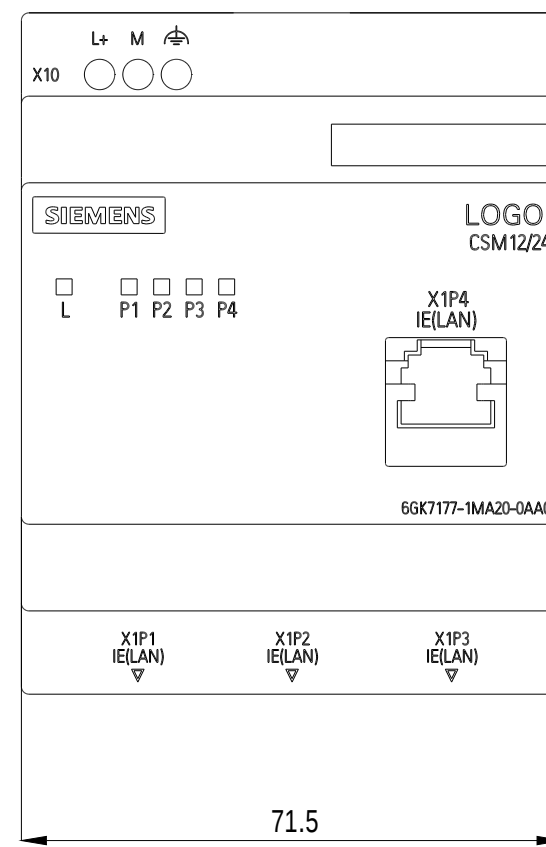 L+ M
X10
SIEMENS
LOGO
CSM12/24
L P1 P2 P3 P4
X1P4
IE(LAN)
6GK7177-1MA20-0AA0
X1P1 X1P2 X1P3
IE(LAN) IE(LAN) IE(LAN)
71.5